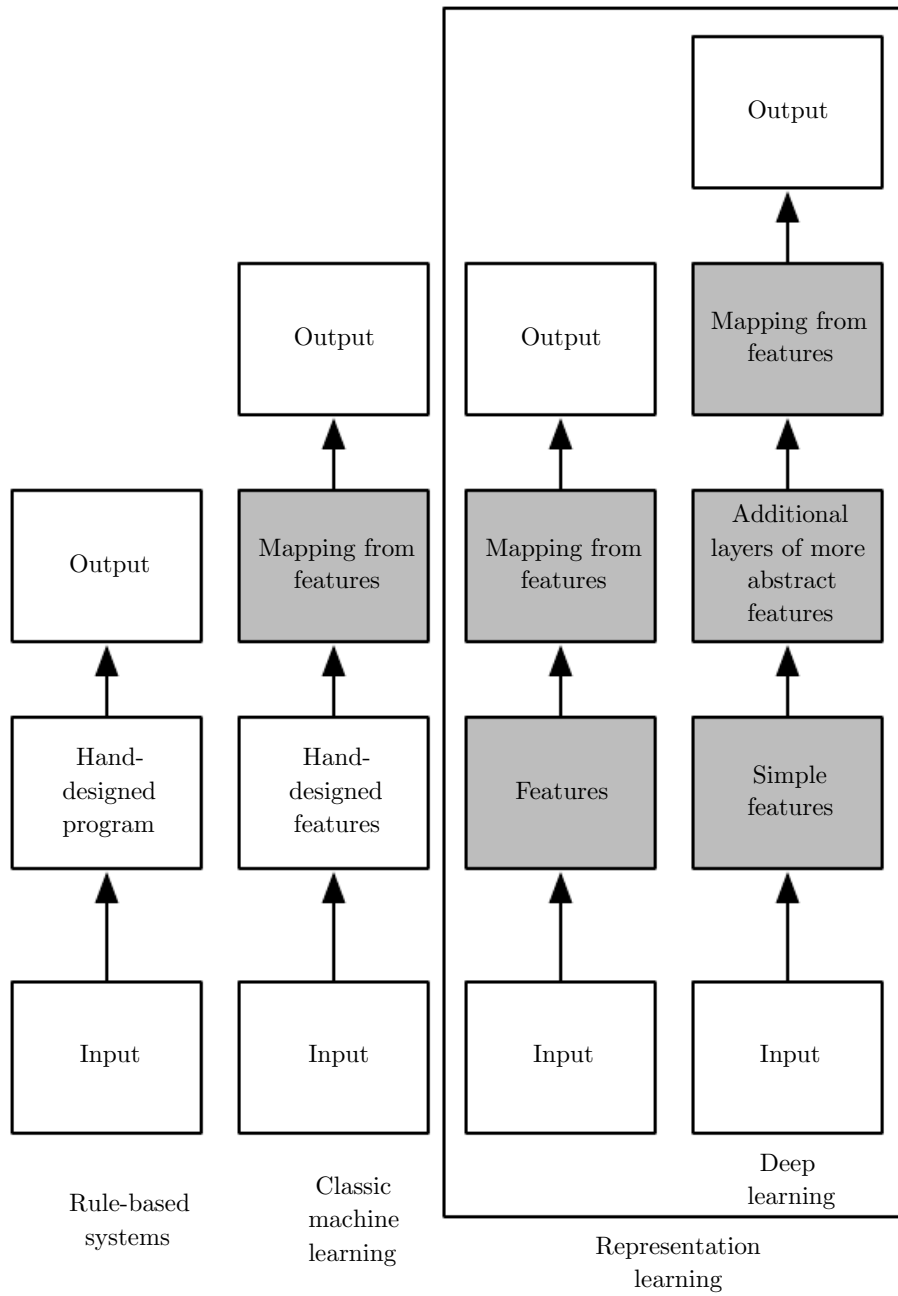 Output
Output
Output
Mapping from
features
Output
Mapping from
features
Mapping from
features
Additional
layers of more
abstract
features
Hand-
designed
program
Hand-
designed
features
Features
Simple
features
Input
Input
Input
Input
Rule-based
systems
Classic
machine
learning
Deep
learning
Representation
learning